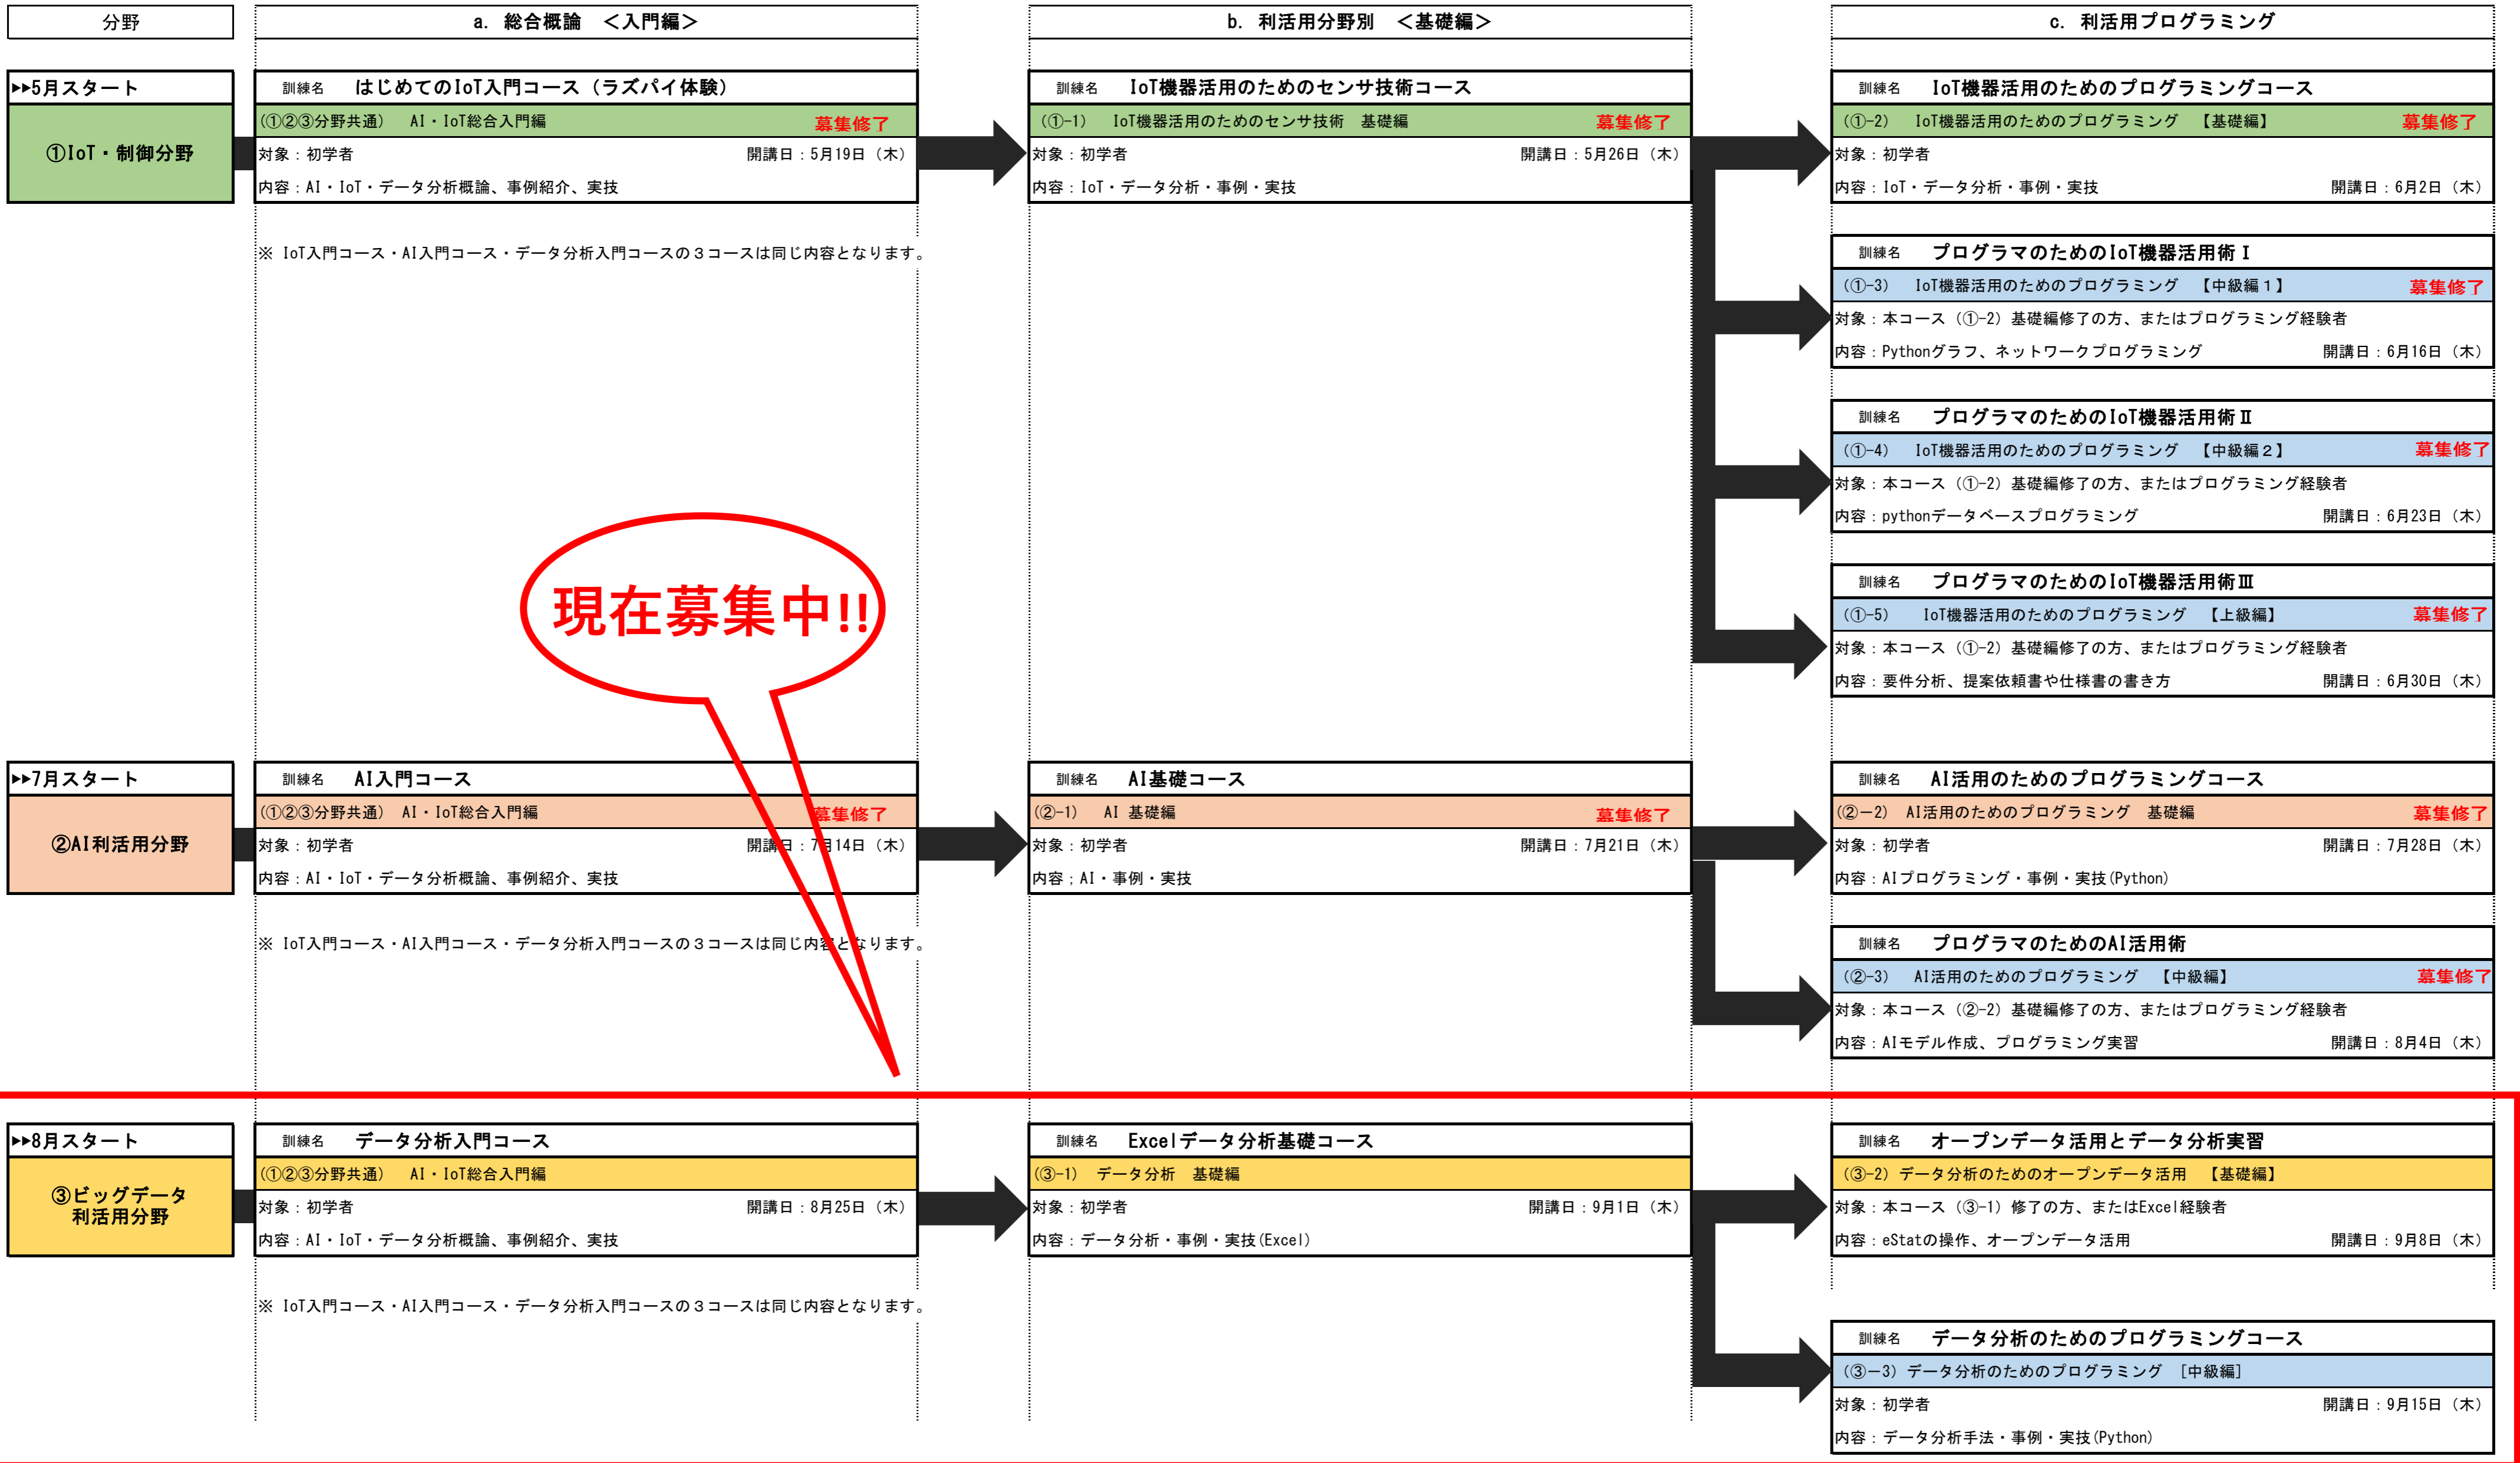 分野
a. 総合概論 ＜入門編＞
b. 利活用分野別 ＜基礎編＞
c. 利活用プログラミング
▶▶5月スタート
①IoT・制御分野
訓練名 はじめてのIoT入門コース（ラズパイ体験）
(①②③分野共通) AI・IoT総合入門編 募集修了
対象：初学者 開講日：5月19日（木）
内容：AI・IoT・データ分析概論、事例紹介、実技
※ IoT入門コース・AI入門コース・データ分析入門コースの３コースは同じ内容となります。
訓練名 IoT機器活用のためのセンサ技術コース
(①-1) IoT機器活用のためのセンサ技術 基礎編 募集修了
対象：初学者 開講日：5月26日（木）
内容：IoT・データ分析・事例・実技
訓練名 IoT機器活用のためのプログラミングコース
(①-2) IoT機器活用のためのプログラミング 【基礎編】 募集修了
対象：初学者
内容：IoT・データ分析・事例・実技 開講日：6月2日（木）
訓練名 プログラマのためのIoT機器活用術Ⅰ
(①-3) IoT機器活用のためのプログラミング 【中級編１】 募集修了
対象：本コース（①-2）基礎編修了の方、またはプログラミング経験者
内容：Pythonグラフ、ネットワークプログラミング 開講日：6月16日（木）
訓練名 プログラマのためのIoT機器活用術Ⅱ
(①-4) IoT機器活用のためのプログラミング 【中級編２】 募集修了
対象：本コース（①-2）基礎編修了の方、またはプログラミング経験者
内容：pythonデータベースプログラミング 開講日：6月23日（木）
訓練名 プログラマのためのIoT機器活用術Ⅲ
(①-5) IoT機器活用のためのプログラミング 【上級編】 募集修了
対象：本コース（①-2）基礎編修了の方、またはプログラミング経験者
内容：要件分析、提案依頼書や仕様書の書き方 開講日：6月30日（木）
現在募集中!!
▶▶7月スタート
②AI利活用分野
訓練名 AI入門コース
(①②③分野共通) AI・IoT総合入門編 募集修了
対象：初学者 開講日：7月14日（木）
内容：AI・IoT・データ分析概論、事例紹介、実技
※ IoT入門コース・AI入門コース・データ分析入門コースの３コースは同じ内容となります。
訓練名 AI基礎コース
(②-1) AI 基礎編 募集修了
対象：初学者 開講日：7月21日（木）
内容；AI・事例・実技
訓練名 AI活用のためのプログラミングコース
(②－2) AI活用のためのプログラミング 基礎編 募集修了
対象：初学者 開講日：7月28日（木）
内容：AIプログラミング・事例・実技(Python)
訓練名 プログラマのためのAI活用術
(②-3) AI活用のためのプログラミング 【中級編】 募集修了
対象：本コース（②-2）基礎編修了の方、またはプログラミング経験者
内容：AIモデル作成、プログラミング実習 開講日：8月4日（木）
▶▶8月スタート
③ビッグデータ
利活用分野
訓練名 データ分析入門コース
(①②③分野共通) AI・IoT総合入門編
対象：初学者 開講日：8月25日（木）
内容：AI・IoT・データ分析概論、事例紹介、実技
※ IoT入門コース・AI入門コース・データ分析入門コースの３コースは同じ内容となります。
訓練名 Excelデータ分析基礎コース
(③-1) データ分析 基礎編
対象：初学者 開講日：9月1日（木）
内容：データ分析・事例・実技(Excel)
訓練名 オープンデータ活用とデータ分析実習
(③-2) データ分析のためのオープンデータ活用 【基礎編】
対象：本コース（③-1）修了の方、またはExcel経験者
内容：eStatの操作、オープンデータ活用 開講日：9月8日（木）
訓練名 データ分析のためのプログラミングコース
(③－3) データ分析のためのプログラミング [中級編]
対象：初学者 開講日：9月15日（木）
内容：データ分析手法・事例・実技(Python)